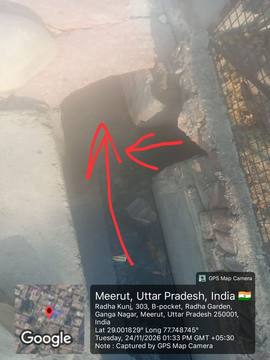 GPS Map Camera
Meerut, Uttar Pradesh, India 🇮🇳
Radha Kunj, 303, B-pocket, Radha Garden,
Ganga Nagar, Meerut, Uttar Pradesh 250001,
India
Lat 29.001829° Long 77.748745°
Tuesday, 24/11/2026 01:33 PM GMT +05:30
Note : Captured by GPS Map Camera
Google